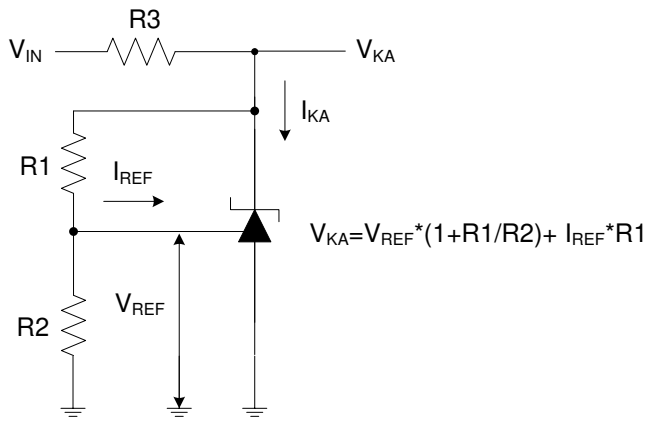 R3
V_IN
V_KA
I_KA
R1
I_REF
V_KA=V_REF*(1+R1/R2)+ I_REF*R1
V_REF
R2